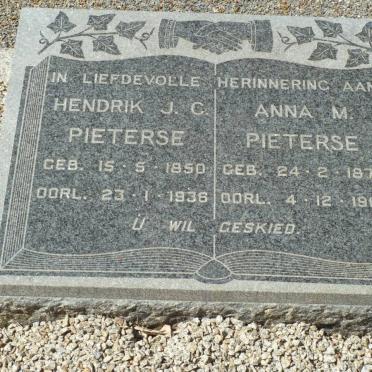 IN LIEFDEVOLLE HERINNERING AAN
HENDRIK J. C.
PIETERSE
GEB. 15·5·1850
OORL. 23·1·1936
ANNA M.
PIETERSE
GEB. 24·2·187
OORL. 4·12·19
U WIL GESKIED.